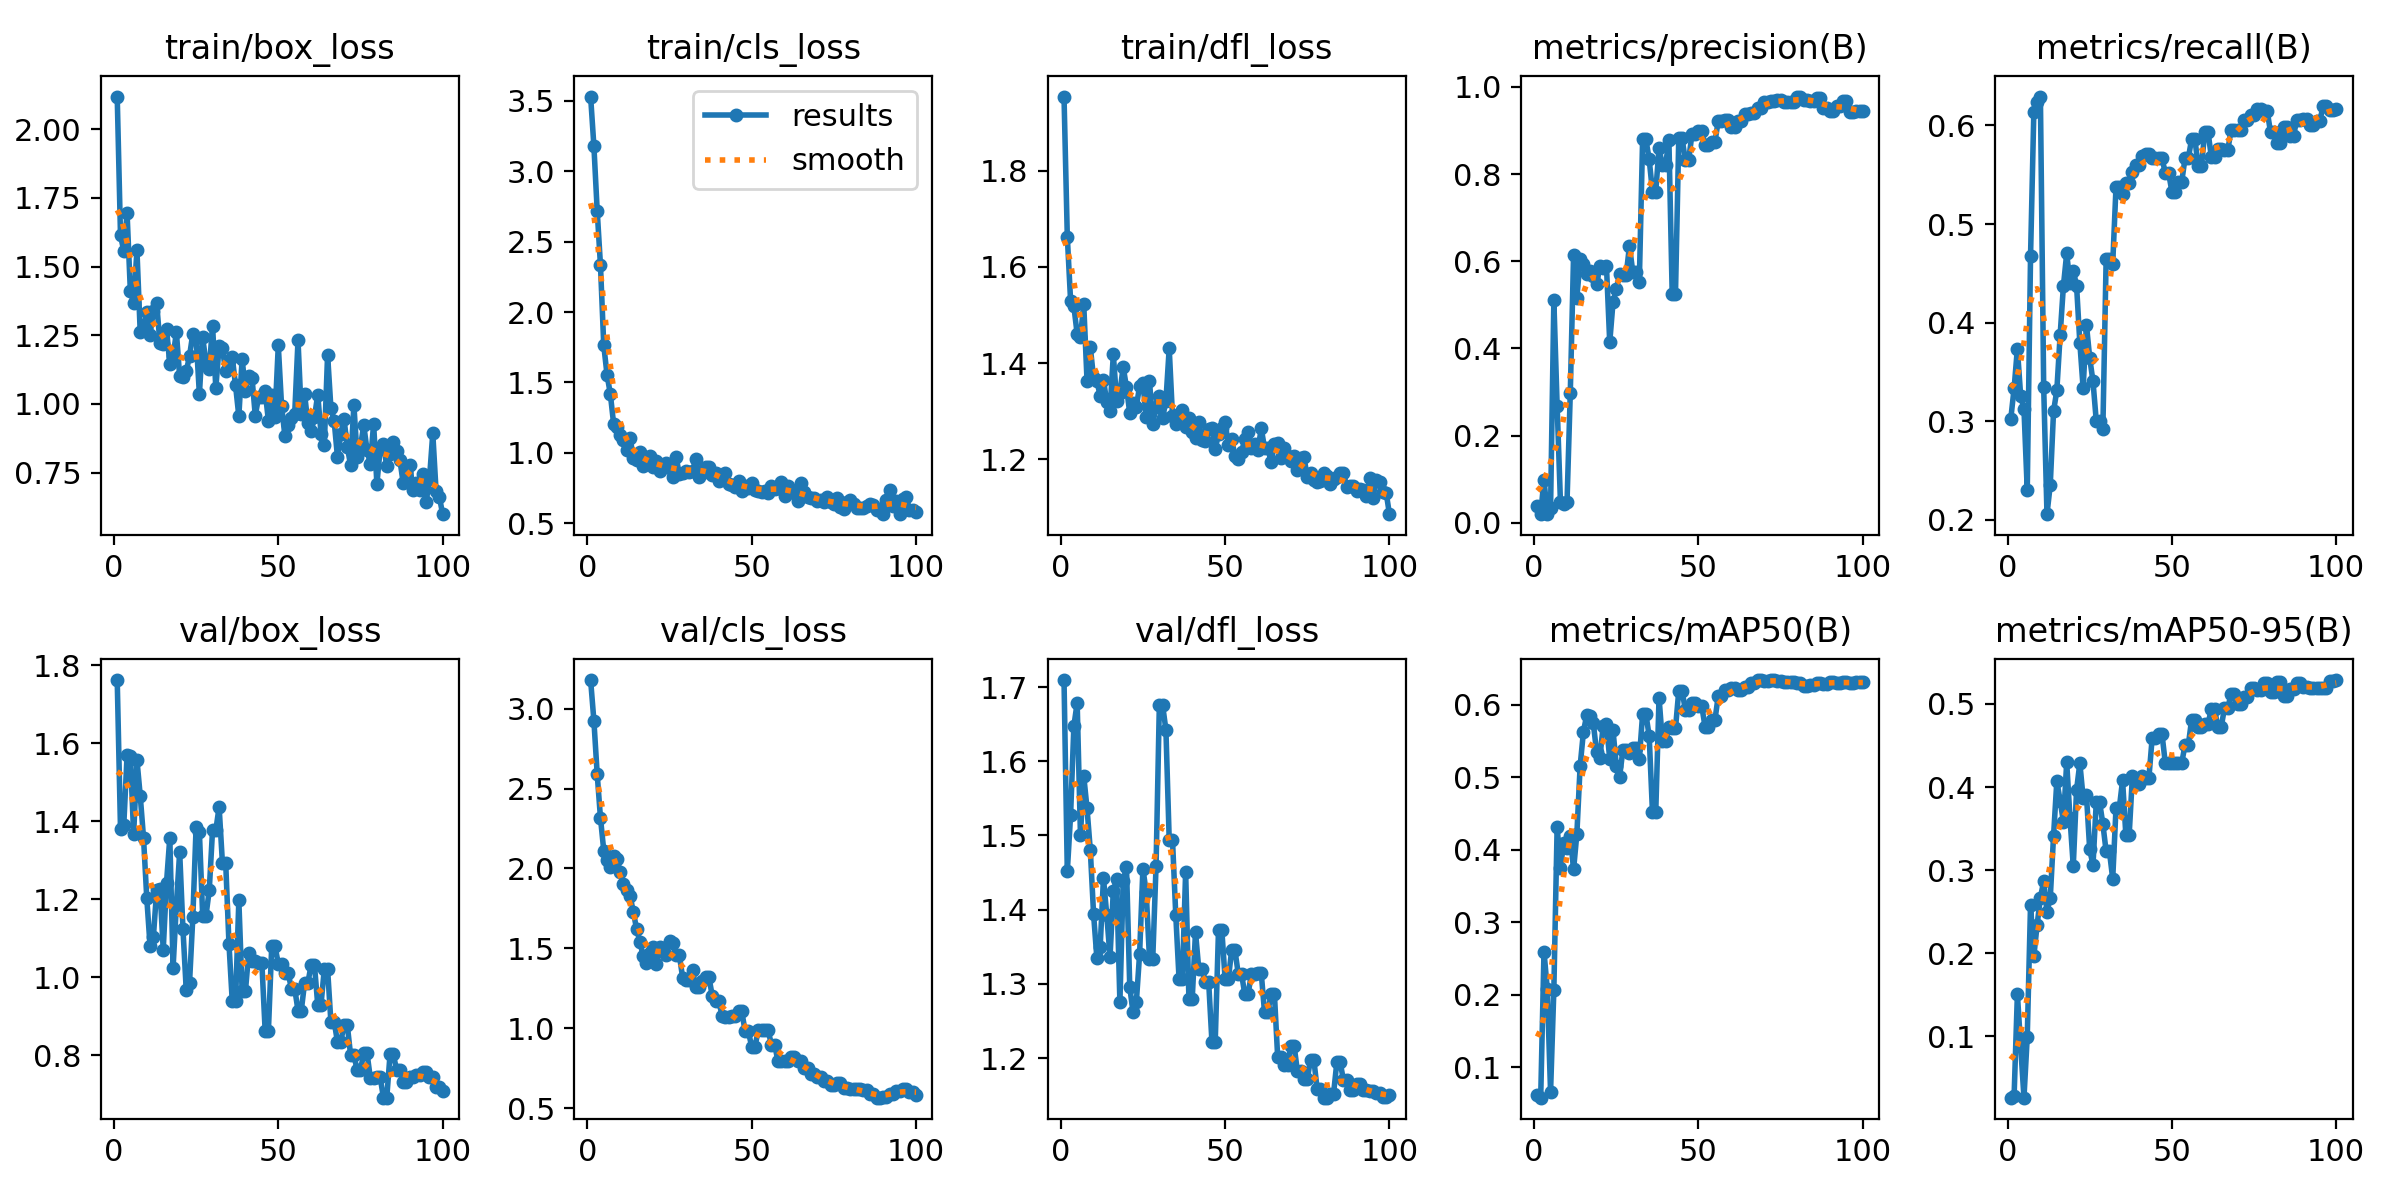 train/box_loss
2.00
1.75
1.50
1.25
1.00
0.75
0 50 100
train/cls_loss
results
smooth
3.5
3.0
2.5
2.0
1.5
1.0
0.5
0 50 100
train/dfl_loss
1.8
1.6
1.4
1.2
0 50 100
metrics/precision(B)
1.0
0.8
0.6
0.4
0.2
0.0
0 50 100
metrics/recall(B)
0.6
0.5
0.4
0.3
0.2
0 50 100
val/box_loss
1.8
1.6
1.4
1.2
1.0
0.8
0 50 100
val/cls_loss
3.0
2.5
2.0
1.5
1.0
0.5
0 50 100
val/dfl_loss
1.7
1.6
1.5
1.4
1.3
1.2
0 50 100
metrics/mAP50(B)
0.6
0.5
0.4
0.3
0.2
0.1
0 50 100
metrics/mAP50-95(B)
0.5
0.4
0.3
0.2
0.1
0 50 100